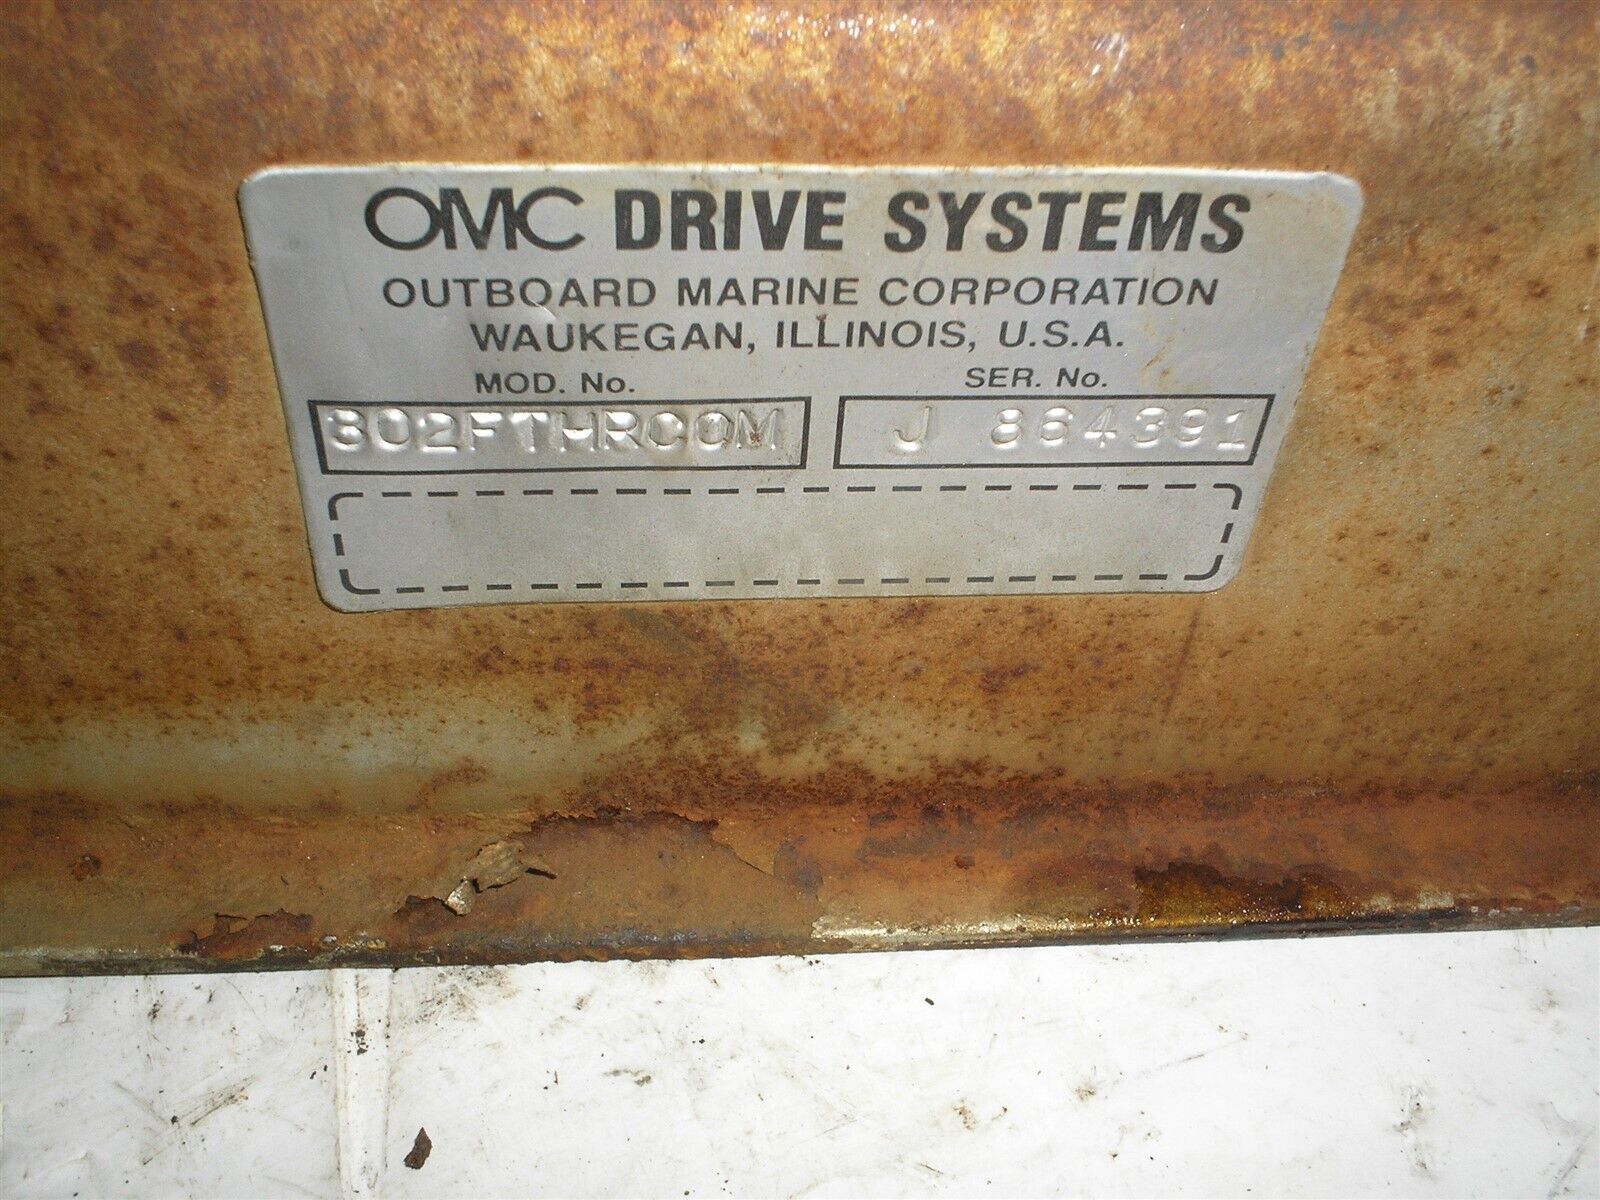 OMC DRIVE SYSTEMS
OUTBOARD MARINE CORPORATION
WAUKEGAN, ILLINOIS, U.S.A.
MOD. No. SER. No.
302FTHRCOM J 864391